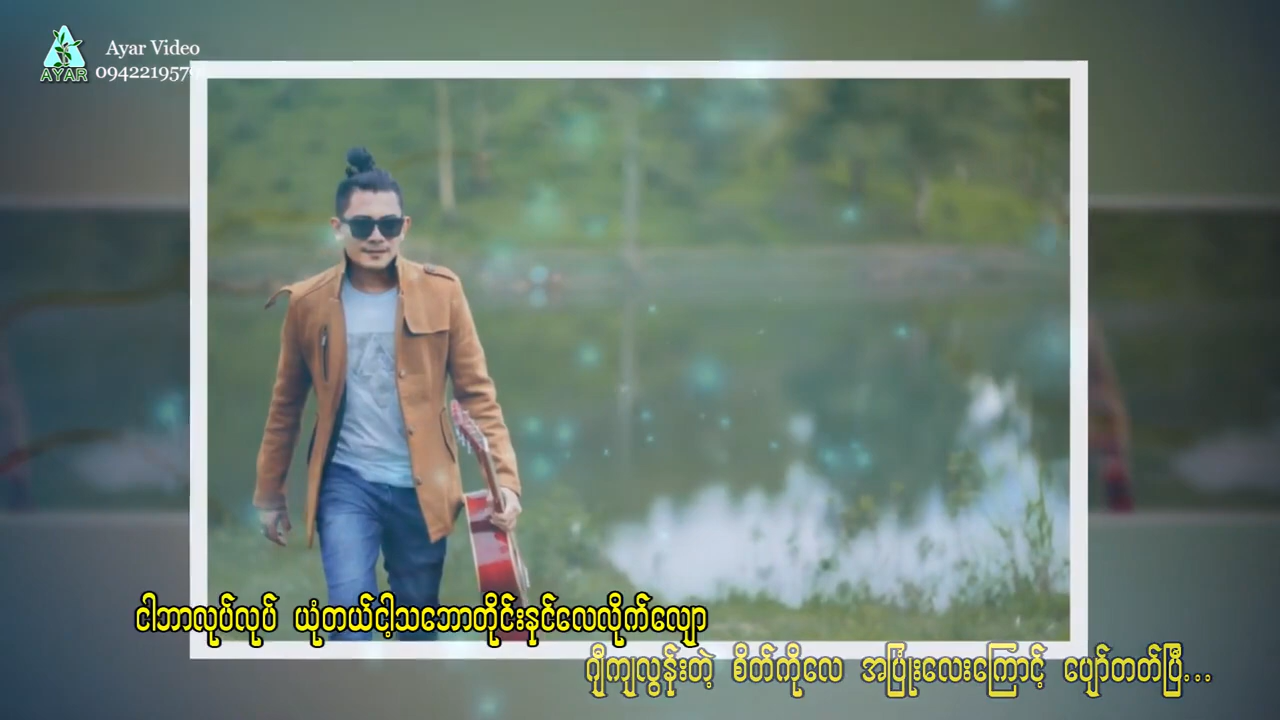 Ayar Video
AYAR 0942219579
ငါဘာလုပ်လုပ် ယုံတယ်ငါ့သဘောတိုင်းနှင်လေလိုက်လျှော
ဂျီကျလွန်းတဲ့ စိတ်ကိုလေ အပြုံးလေးကြောင့် ပျော်တတ်ပြီ...